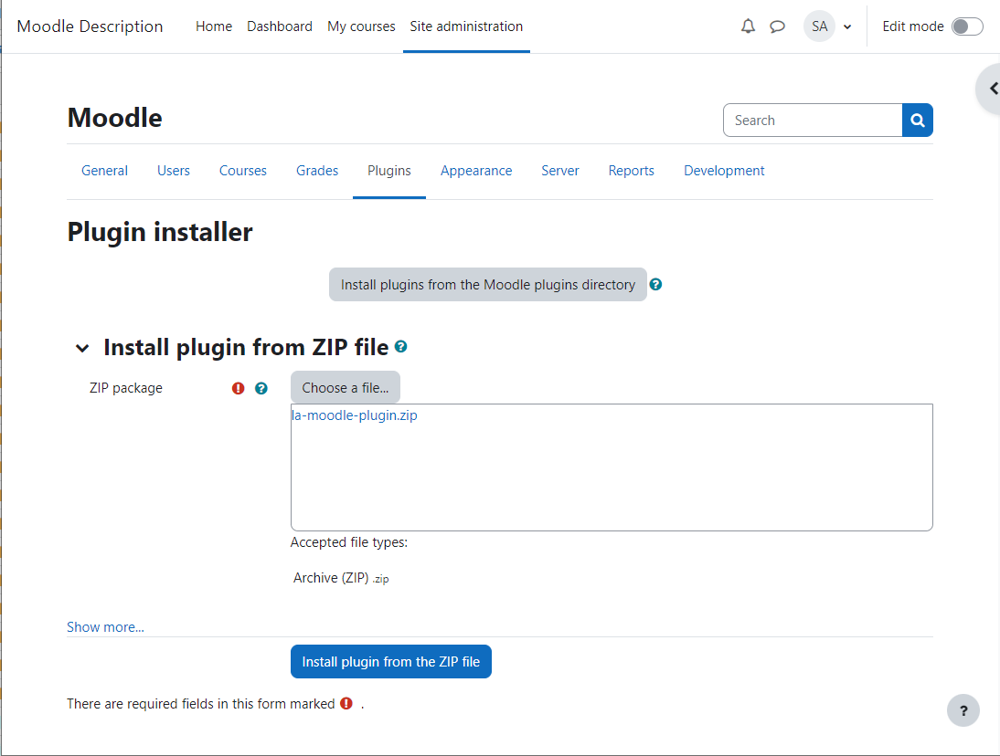 Moodle Description Home Dashboard My courses Site administration SA Edit mode
Moodle
Search
General Users Courses Grades Plugins Appearance Server Reports Development
Plugin installer
Install plugins from the Moodle plugins directory ?
Install plugin from ZIP file ?
ZIP package ! ? Choose a file...
la-moodle-plugin.zip
Accepted file types:
Archive (ZIP) .zip
Show more...
Install plugin from the ZIP file
There are required fields in this form marked ! .
?